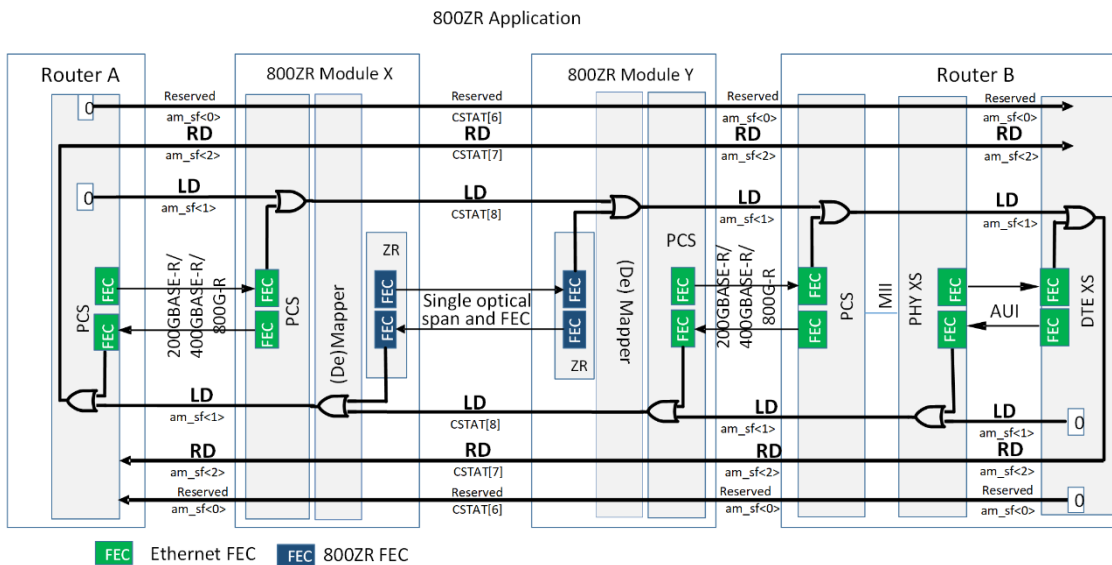 800ZR Application
Router A
800ZR Module X
800ZR Module Y
Router B
0
Reserved
Reserved
Reserved
Reserved
am_sf<0>
CSTAT[6]
am_sf<0>
am_sf<0>
RD
RD
RD
RD
am_sf<2>
CSTAT[7]
am_sf<2>
am_sf<2>
0
LD
LD
LD
LD
am_sf<1>
CSTAT[8]
am_sf<1>
am_sf<1>
PCS
FEC
FEC
200GBASE-R/
400GBASE-R/
800G-R
FEC
FEC
PCS
(De)Mapper
ZR
FEC
FEC
Single optical
span and FEC
FEC
FEC
ZR
(De) Mapper
PCS
FEC
FEC
200GBASE-R/
400GBASE-R/
800G-R
FEC
FEC
PCS
MII
PHY XS
FEC
FEC
AUI
FEC
FEC
DTE XS
LD
LD
LD
LD
am_sf<1>
CSTAT[8]
am_sf<1>
am_sf<1>
0
RD
RD
RD
RD
am_sf<2>
CSTAT[7]
am_sf<2>
am_sf<2>
Reserved
Reserved
Reserved
Reserved
am_sf<0>
CSTAT[6]
am_sf<0>
am_sf<0>
0
FEC Ethernet FEC
FEC 800ZR FEC